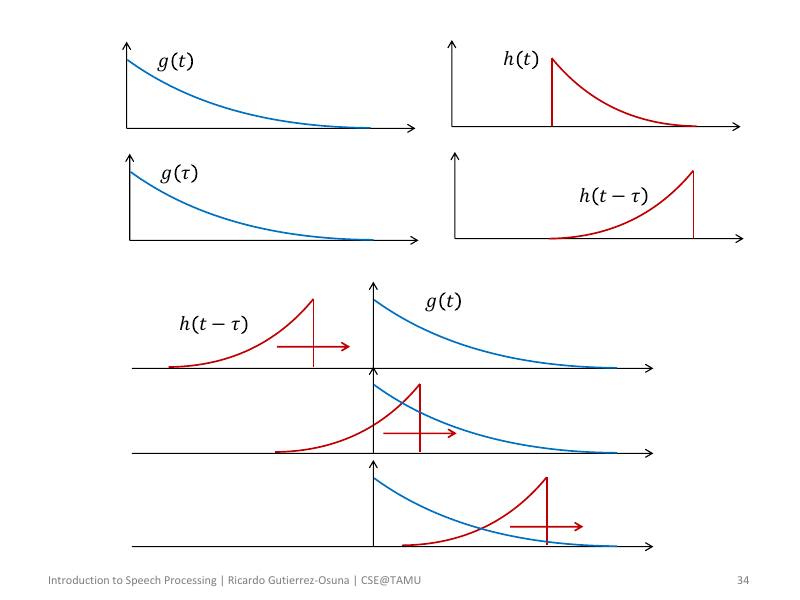 g(t)
h(t)
g(τ)
h(t − τ)
g(t)
h(t − τ)
Introduction to Speech Processing | Ricardo Gutierrez-Osuna | CSE@TAMU
34